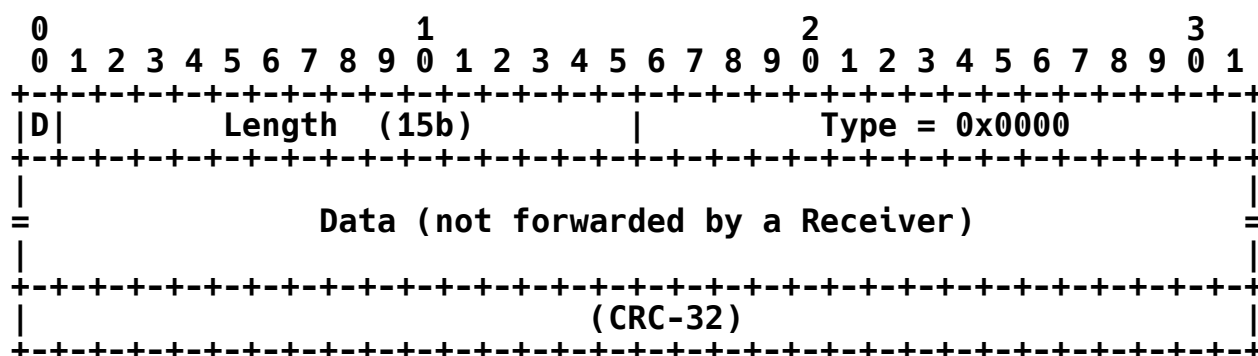 0                   1                   2                   3
 0 1 2 3 4 5 6 7 8 9 0 1 2 3 4 5 6 7 8 9 0 1 2 3 4 5 6 7 8 9 0 1
+-+-+-+-+-+-+-+-+-+-+-+-+-+-+-+-+-+-+-+-+-+-+-+-+-+-+-+-+-+-+-+-+
|D|        Length  (15b)        |         Type = 0x0000         |
+-+-+-+-+-+-+-+-+-+-+-+-+-+-+-+-+-+-+-+-+-+-+-+-+-+-+-+-+-+-+-+-+
|                                                               |
=               Data (not forwarded by a Receiver)              =
|                                                               |
+-+-+-+-+-+-+-+-+-+-+-+-+-+-+-+-+-+-+-+-+-+-+-+-+-+-+-+-+-+-+-+-+
|                             (CRC-32)                          |
+-+-+-+-+-+-+-+-+-+-+-+-+-+-+-+-+-+-+-+-+-+-+-+-+-+-+-+-+-+-+-+-+